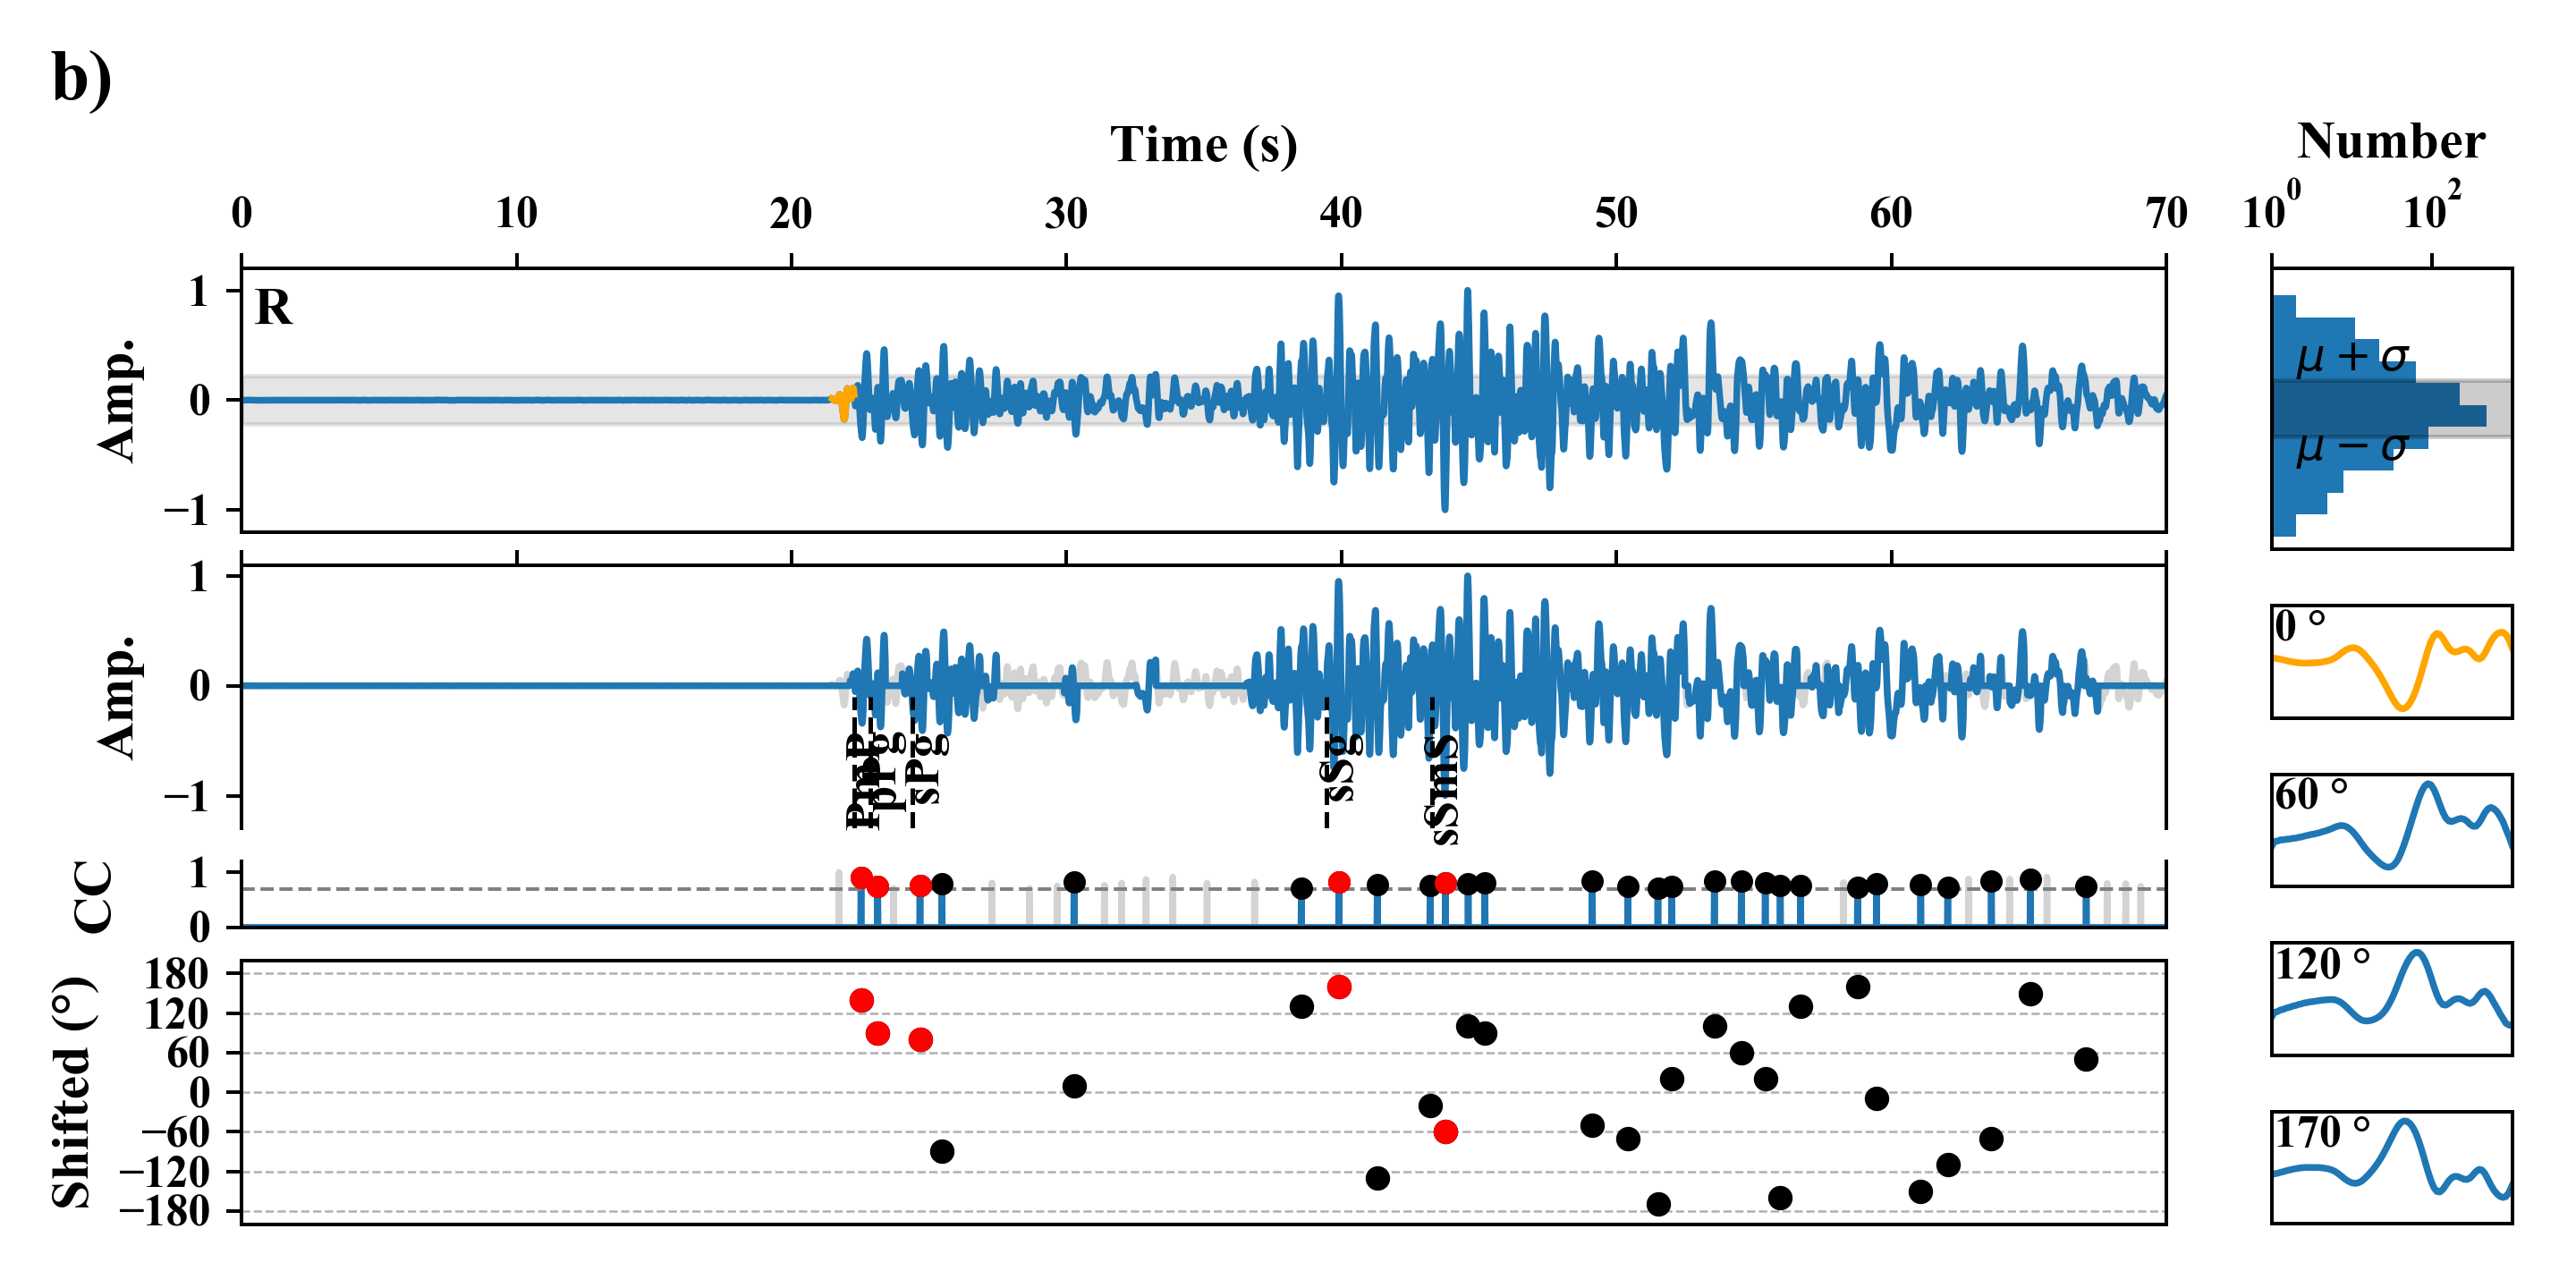 b)
Time (s)
Number
0 10 20 30 40 50 60 70
10^0 10^2
R
Amp.
1
0
−1
μ + σ
μ − σ
Amp.
1
0
−1
PmP
pPg
sPg
sSg
sSmS
0 °
60 °
120 °
170 °
CC
1
0
Shifted (°)
180
120
60
0
−60
−120
−180